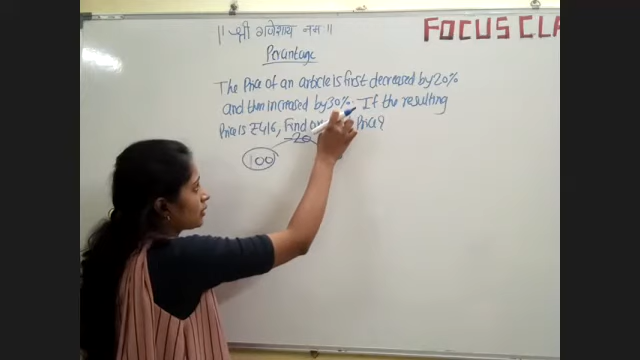 || श्री गणेशाय नमः ||
FOCUS CLA
Percentage
The Price of an article is first decreased by 20%
and then increased by 30%. If the resulting
Price is ₹416, Find Price?
-20
100